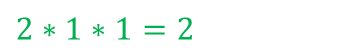 2 ∗ 1 ∗ 1 = 2